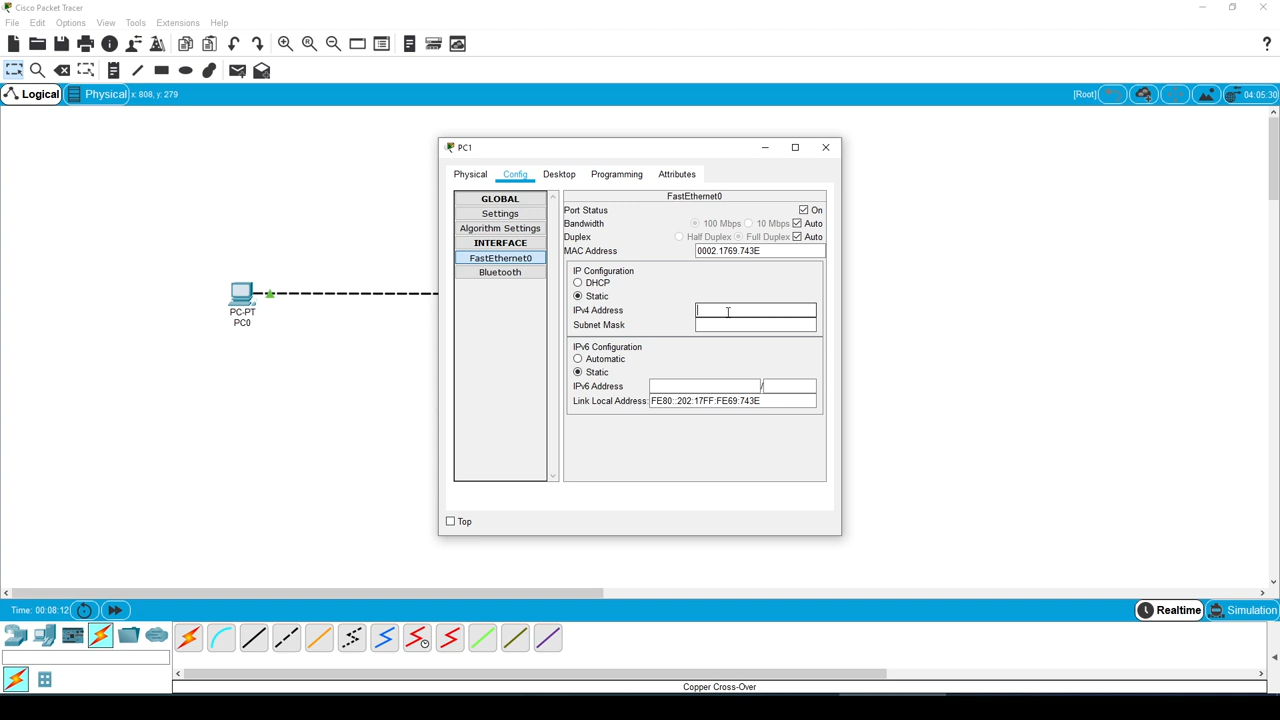 Cisco Packet Tracer
File Edit Options View Tools Extensions Help
Logical Physical x: 808, y: 279 [Root] 04:05:30
PC1
Physical Config Desktop Programming Attributes
GLOBAL
Settings
Algorithm Settings
INTERFACE
FastEthernet0
Bluetooth
FastEthernet0
Port Status On
Bandwidth 100 Mbps 10 Mbps Auto
Duplex Half Duplex Full Duplex Auto
MAC Address 0002.1769.743E
IP Configuration
DHCP
Static
IPv4 Address
Subnet Mask
IPv6 Configuration
Automatic
Static
IPv6 Address /
Link Local Address: FE80::202:17FF:FE69:743E
Top
PC-PT
PC0
Time: 00:08:12 Realtime Simulation
Copper Cross-Over